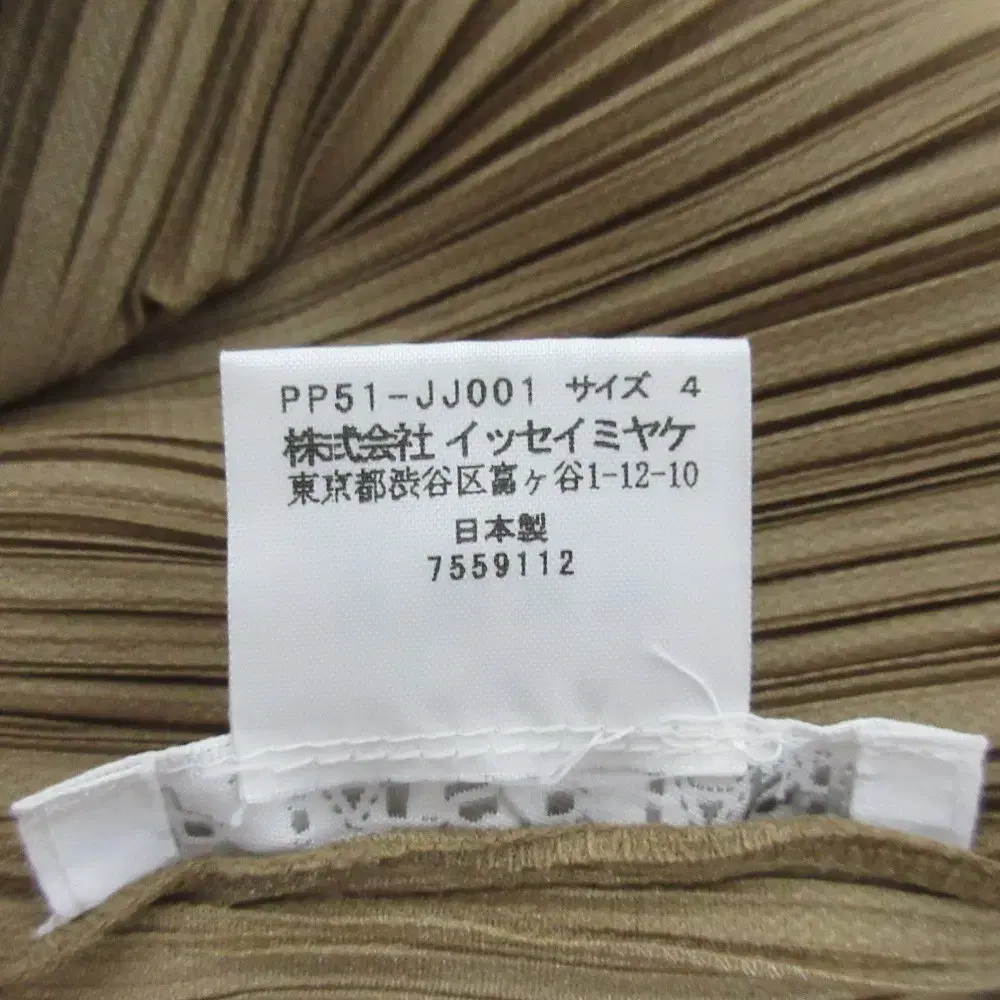 PP51-JJ001 サイズ 4
株式会社 イッセイミヤケ
東京都渋谷区富ヶ谷1-12-10
日本製
7559112